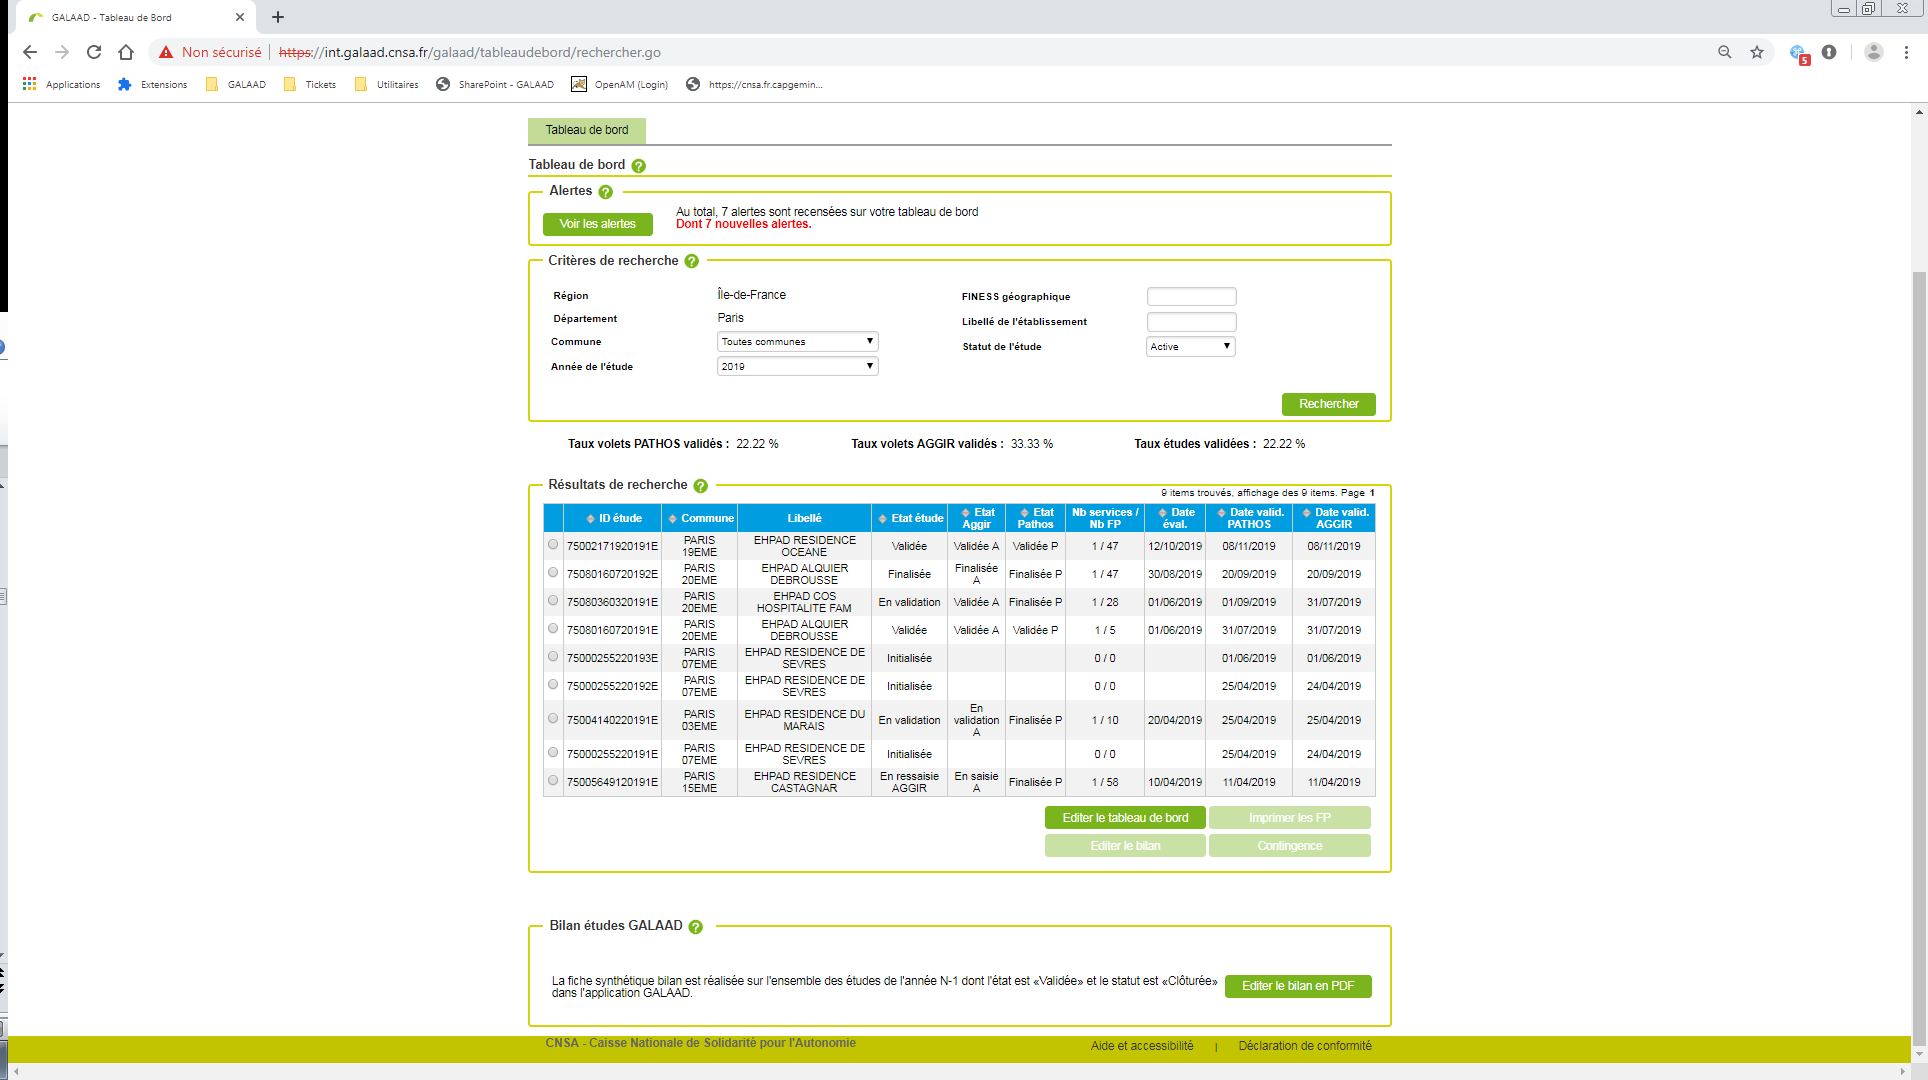 GALAAD - Tableau de Bord
Non sécurisé https://int.galaad.cnsa.fr/galaad/tableaudebord/rechercher.go
5
Applications Extensions GALAAD Tickets Utilitaires SharePoint - GALAAD OpenAM (Login) https://cnsa.fr.capgemin...
Tableau de bord
Tableau de bord ?
Alertes ?
Voir les alertes
Au total, 7 alertes sont recensées sur votre tableau de bord
Dont 7 nouvelles alertes.
Critères de recherche ?
Région Île-de-France FINESS géographique
Département Paris Libellé de l'établissement
Commune Toutes communes Statut de l'étude Active
Année de l'étude 2019
Rechercher
Taux volets PATHOS validés : 22.22 % Taux volets AGGIR validés : 33.33 % Taux études validées : 22.22 %
Résultats de recherche ?
9 items trouvés, affichage des 9 items. Page 1
ID étude Commune Libellé Etat étude Etat Aggir Etat Pathos Nb services / Nb FP Date éval. Date valid. PATHOS Date valid. AGGIR
75002171920191E PARIS 19EME EHPAD RESIDENCE OCEANE Validée Validée A Validée P 1 / 47 12/10/2019 08/11/2019 08/11/2019
75080160720192E PARIS 20EME EHPAD ALQUIER DEBROUSSE Finalisée Finalisée A Finalisée P 1 / 47 30/08/2019 20/09/2019 20/09/2019
75080360320191E PARIS 20EME EHPAD COS HOSPITALITE FAM En validation Validée A Finalisée P 1 / 28 01/06/2019 01/09/2019 31/07/2019
75080160720191E PARIS 20EME EHPAD ALQUIER DEBROUSSE Validée Validée A Validée P 1 / 5 01/06/2019 31/07/2019 31/07/2019
75000255220193E PARIS 07EME EHPAD RESIDENCE DE SEVRES Initialisée 0 / 0 01/06/2019 01/06/2019
75000255220192E PARIS 07EME EHPAD RESIDENCE DE SEVRES Initialisée 0 / 0 25/04/2019 24/04/2019
75004140220191E PARIS 03EME EHPAD RESIDENCE DU MARAIS En validation En validation A Finalisée P 1 / 10 20/04/2019 25/04/2019 25/04/2019
75000255220191E PARIS 07EME EHPAD RESIDENCE DE SEVRES Initialisée 0 / 0 25/04/2019 24/04/2019
75005649120191E PARIS 15EME EHPAD RESIDENCE CASTAGNAR En ressaisie AGGIR En saisie A Finalisée P 1 / 58 10/04/2019 11/04/2019 11/04/2019
Editer le tableau de bord Imprimer les FP
Editer le bilan Contingence
Bilan études GALAAD ?
La fiche synthétique bilan est réalisée sur l'ensemble des études de l'année N-1 dont l'état est «Validée» et le statut est «Clôturée»
dans l'application GALAAD.
Editer le bilan en PDF
CNSA - Caisse Nationale de Solidarité pour l'Autonomie Aide et accessibilité | Déclaration de conformité